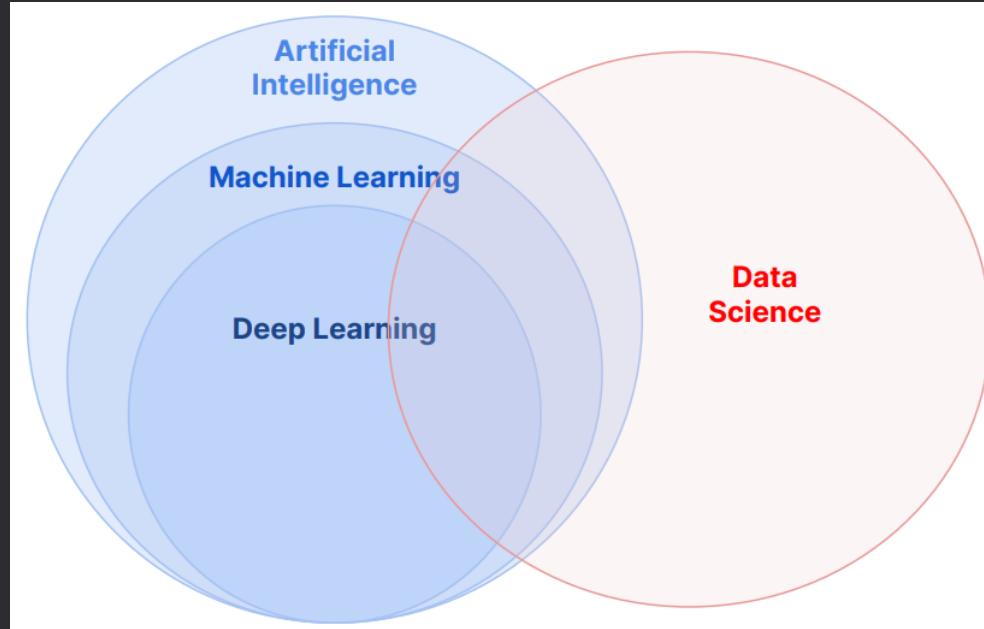 Artificial
Intelligence
Machine Learning
Deep Learning
Data
Science